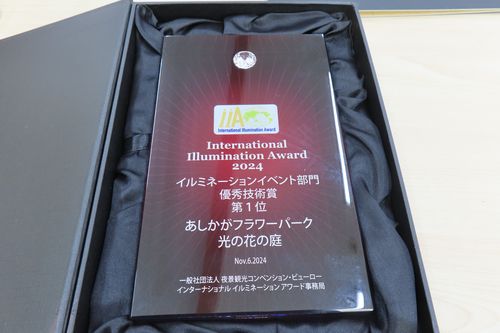 IIA
International Illumination Award
International
Illumination Award
2024
イルミネーションイベント部門
優秀技術賞
第1位
あしかがフラワーパーク
光の花の庭
Nov.6.2024
一般社団法人 夜景観光コンベンション・ビューロー
インターナショナル イルミネーション アワード事務局